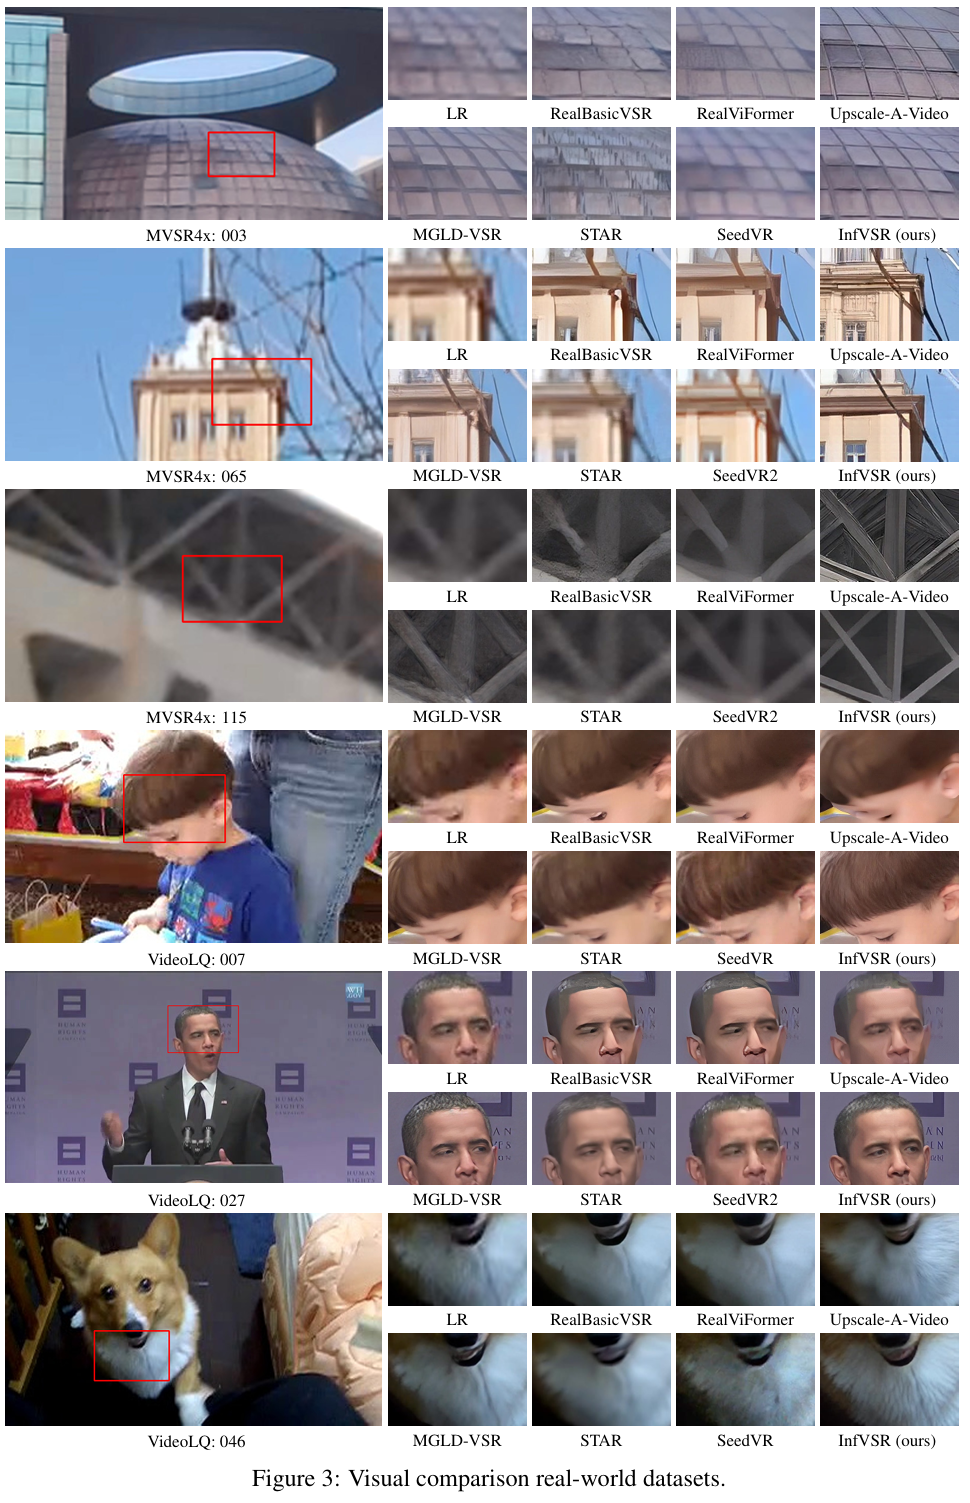 LR RealBasicVSR RealViFormer Upscale-A-Video
MGLD-VSR STAR SeedVR InfVSR (ours)
MVSR4x: 003
LR RealBasicVSR RealViFormer Upscale-A-Video
MGLD-VSR STAR SeedVR2 InfVSR (ours)
MVSR4x: 065
LR RealBasicVSR RealViFormer Upscale-A-Video
MGLD-VSR STAR SeedVR2 InfVSR (ours)
MVSR4x: 115
LR RealBasicVSR RealViFormer Upscale-A-Video
MGLD-VSR STAR SeedVR InfVSR (ours)
VideoLQ: 007
HUMAN
RIGHTS
LR RealBasicVSR RealViFormer Upscale-A-Video
MGLD-VSR STAR SeedVR2 InfVSR (ours)
VideoLQ: 027
LR RealBasicVSR RealViFormer Upscale-A-Video
MGLD-VSR STAR SeedVR InfVSR (ours)
VideoLQ: 046
Figure 3: Visual comparison real-world datasets.